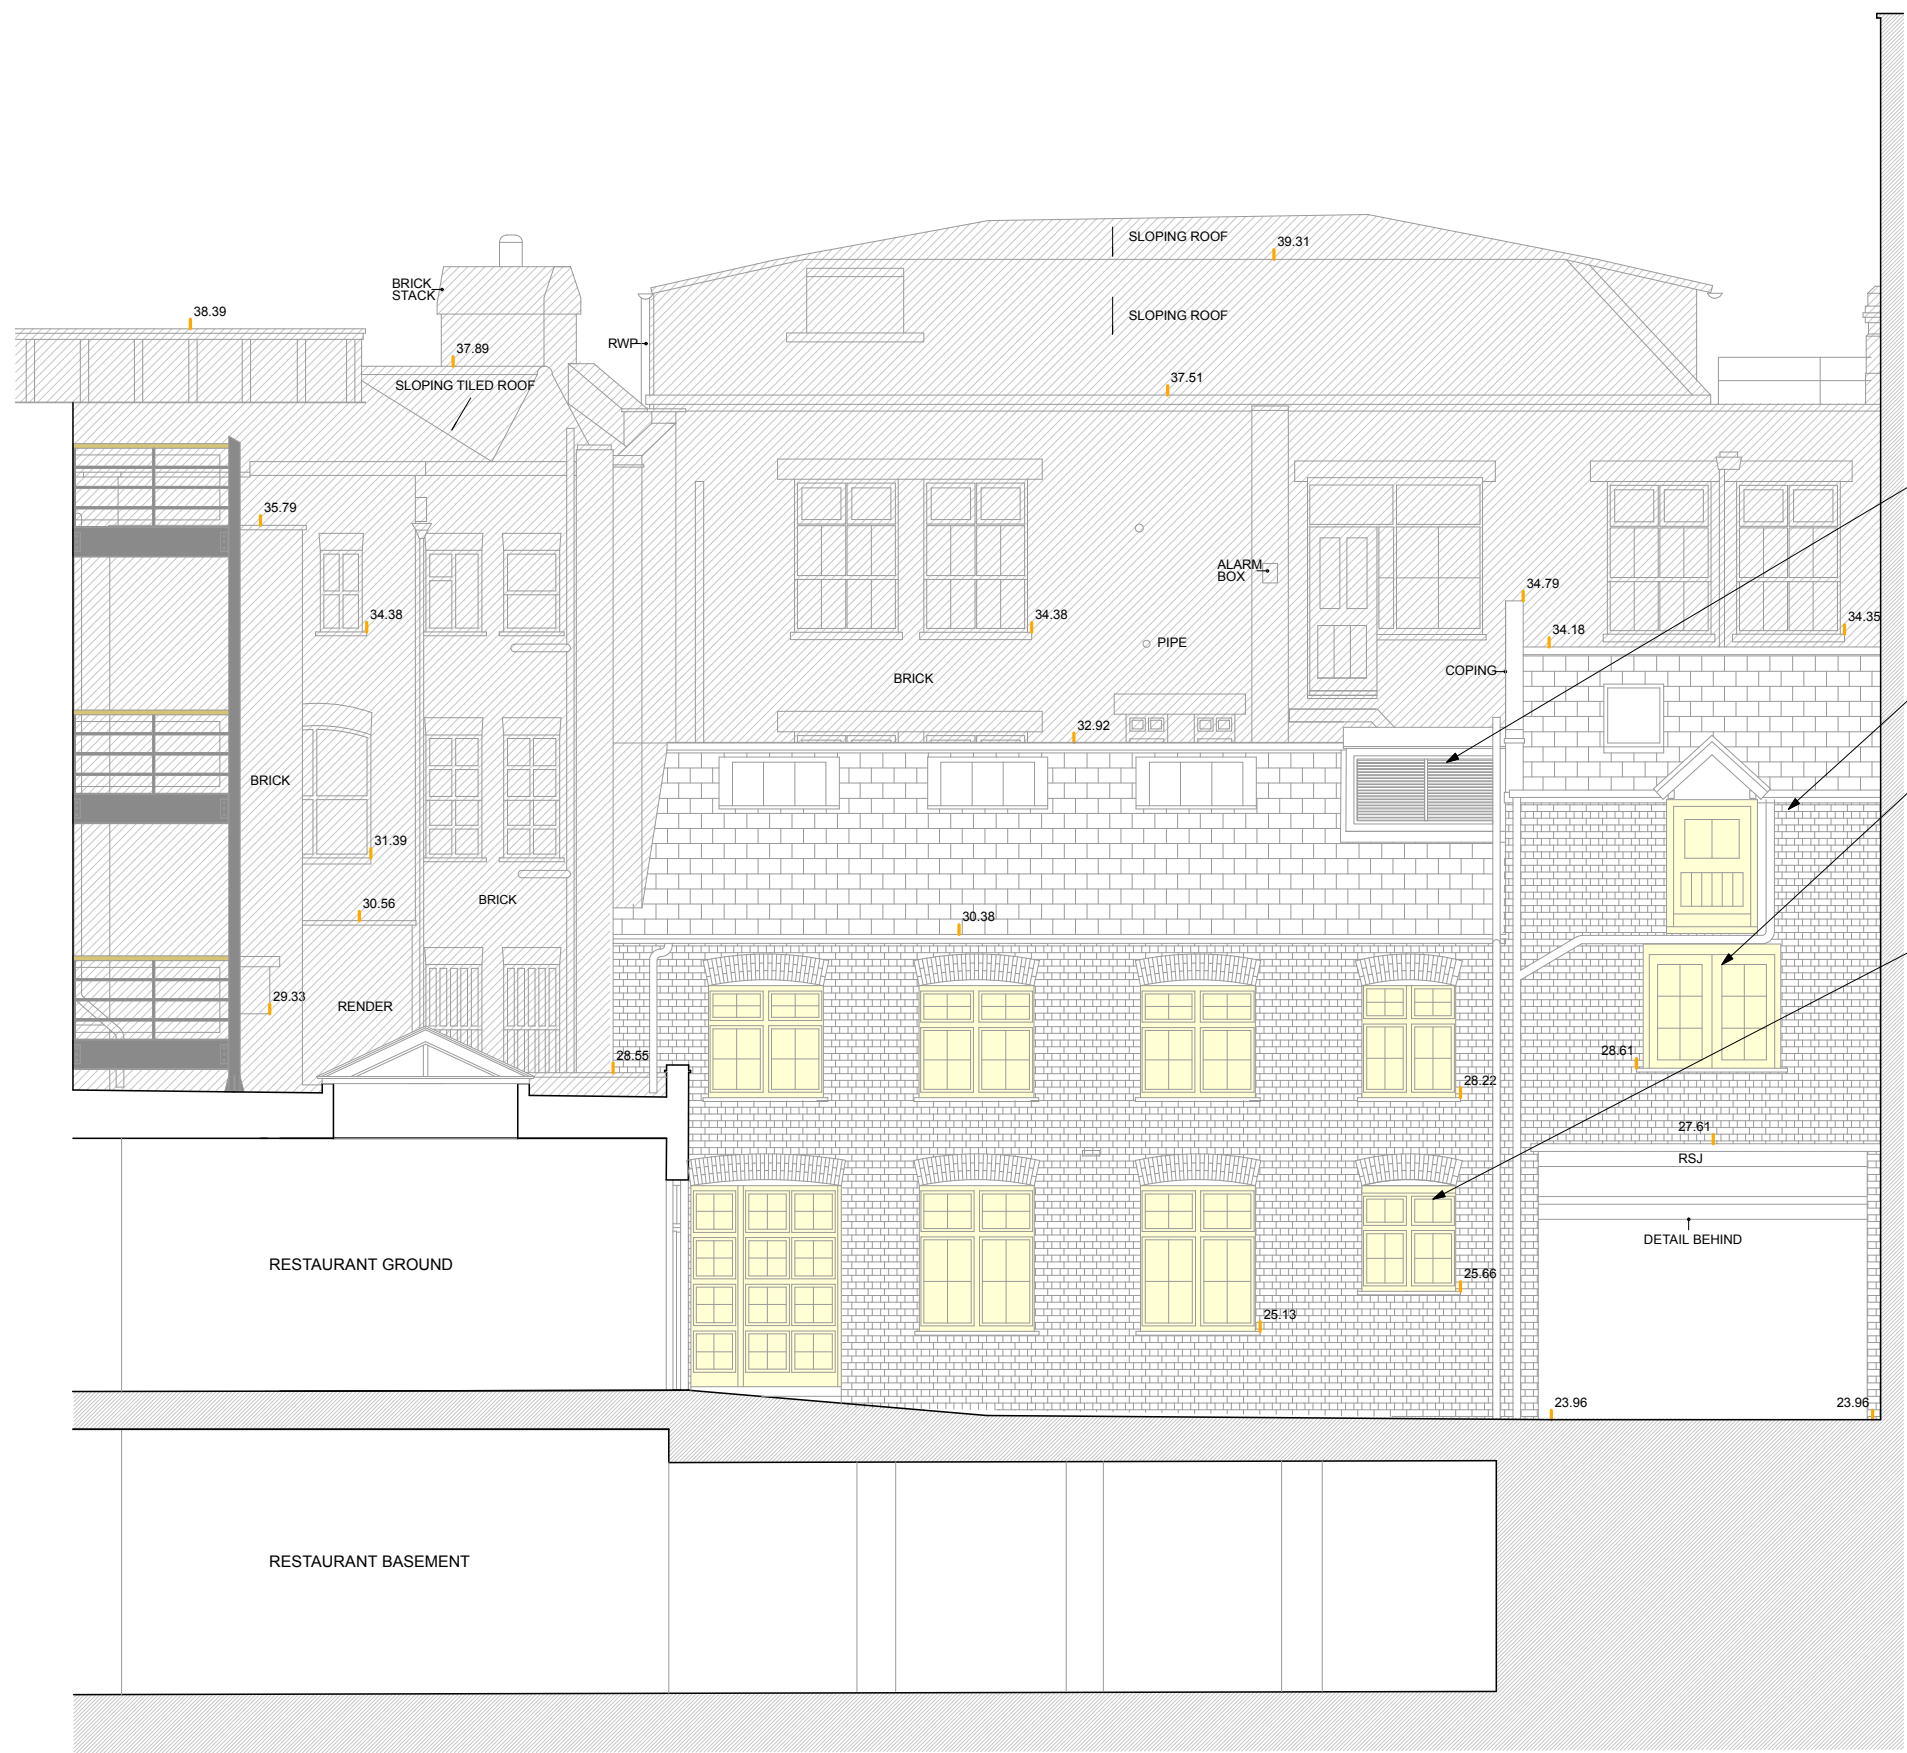 SLOPING ROOF
39.31
BRICK
STACK
38.39
SLOPING ROOF
RWP
37.89
37.51
SLOPING TILED ROOF
35.79
ALARM
BOX
34.79
34.38
34.38
34.18
34.35
PIPE
COPING
BRICK
32.92
BRICK
31.39
BRICK
30.56
30.38
29.33
RENDER
28.55
28.61
28.22
27.61
RSJ
DETAIL BEHIND
RESTAURANT GROUND
25.66
25.13
23.96
23.96
RESTAURANT BASEMENT